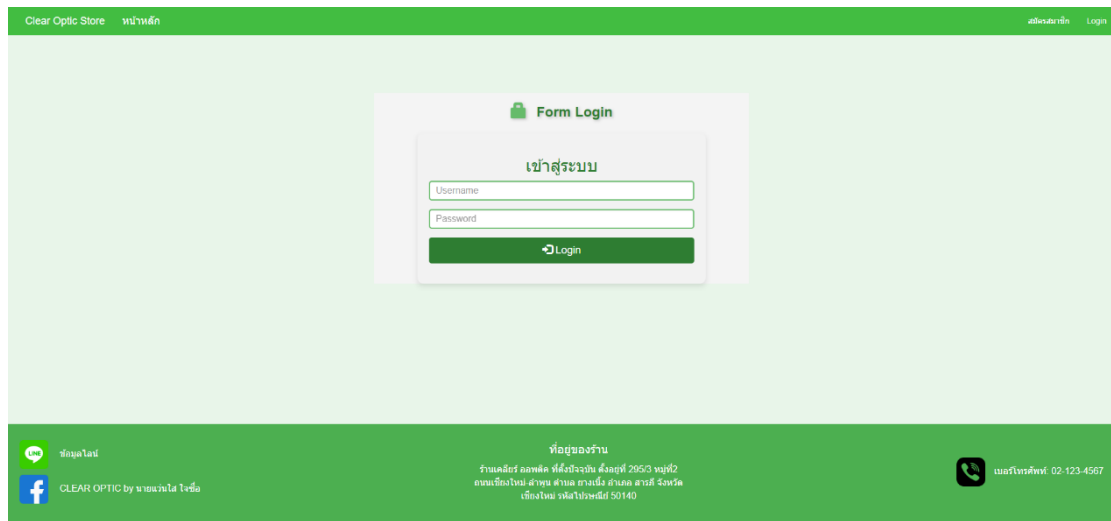 Clear Optic Store หน้าหลัก สมัครสมาชิก Login
Form Login
เข้าสู่ระบบ
Username
Password
Login
ที่อยู่ของร้าน
LINE ข้อมูลไลน์
ร้านเคลียร์ ออพติค ที่ตั้งปัจจุบัน ตั้งอยู่ที่ 295/3 หมู่ที่2
ถนนเชียงใหม่-ลำพูน ตำบล ยางเนิ้ง อำเภอ สารภี จังหวัด
เชียงใหม่ รหัสไปรษณีย์ 50140
CLEAR OPTIC by นายแว่นใส ใจซื่อ
เบอร์โทรศัพท์: 02-123-4567